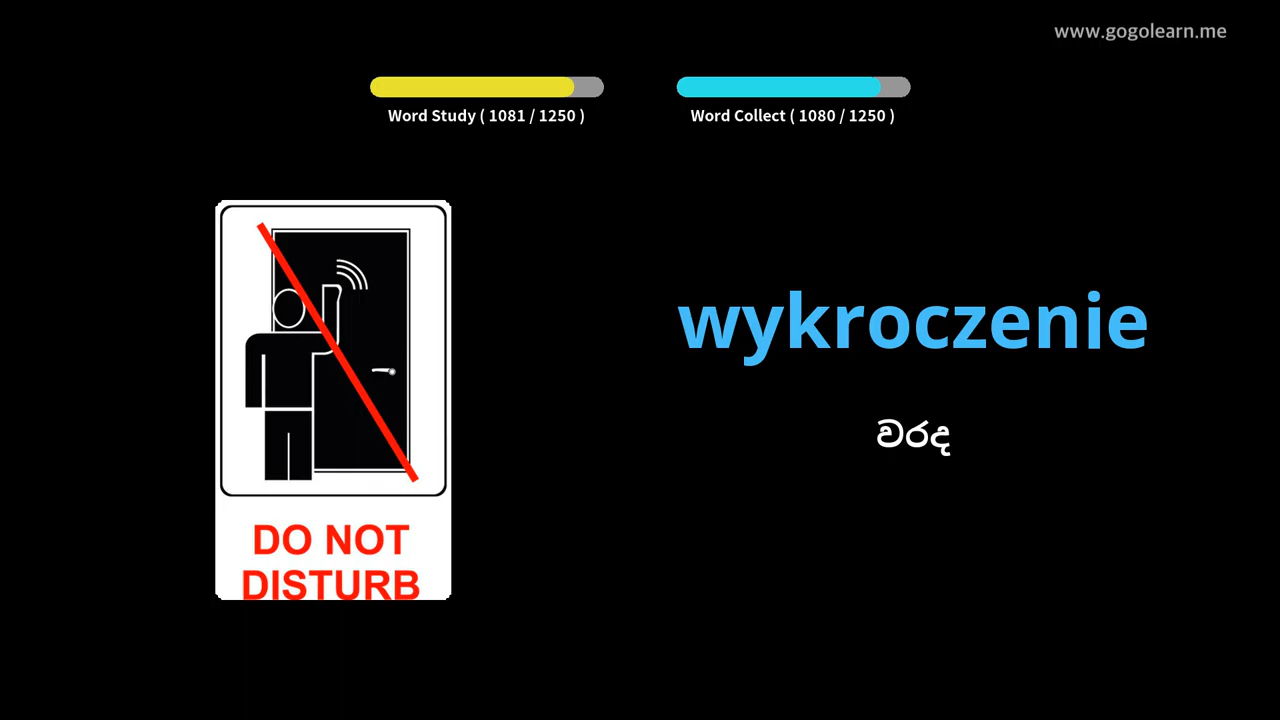 www.gogolearn.me
Word Study ( 1081 / 1250 )
Word Collect ( 1080 / 1250 )
wykroczenie
වරද
DO NOT
DISTURB